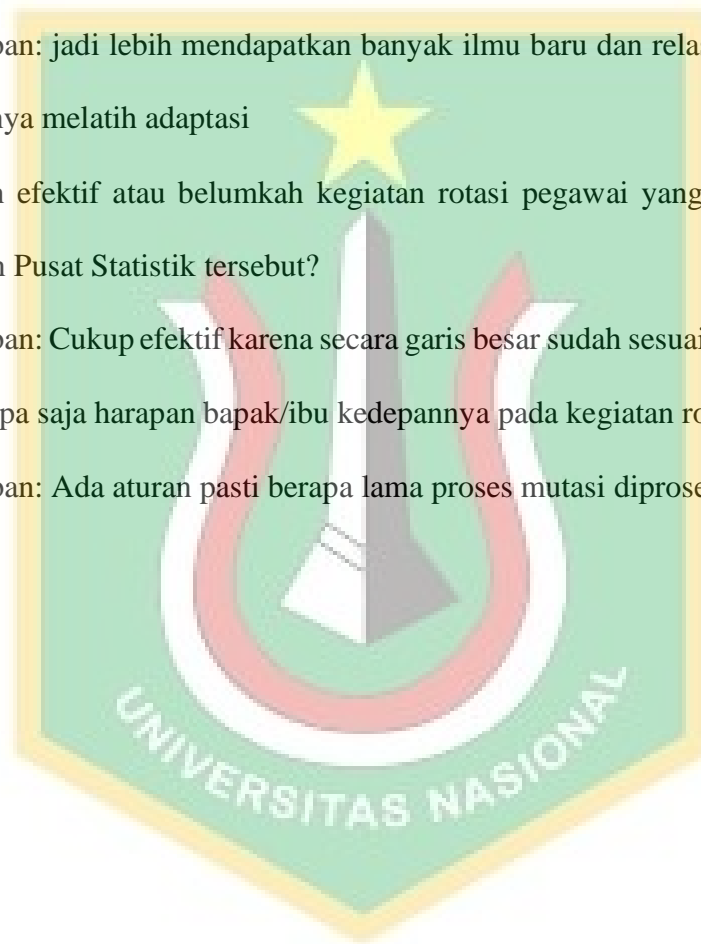 ban: jadi lebih mendapatkan banyak ilmu baru dan relas
nya melatih adaptasi
efektif atau belumkah kegiatan rotasi pegawai yang
Pusat Statistik tersebut?
ban: Cukup efektif karena secara garis besar sudah sesuai
pa saja harapan bapak/ibu kedepannya pada kegiatan ro
ban: Ada aturan pasti berapa lama proses mutasi diprose
UNIVERSITAS NASIONAL